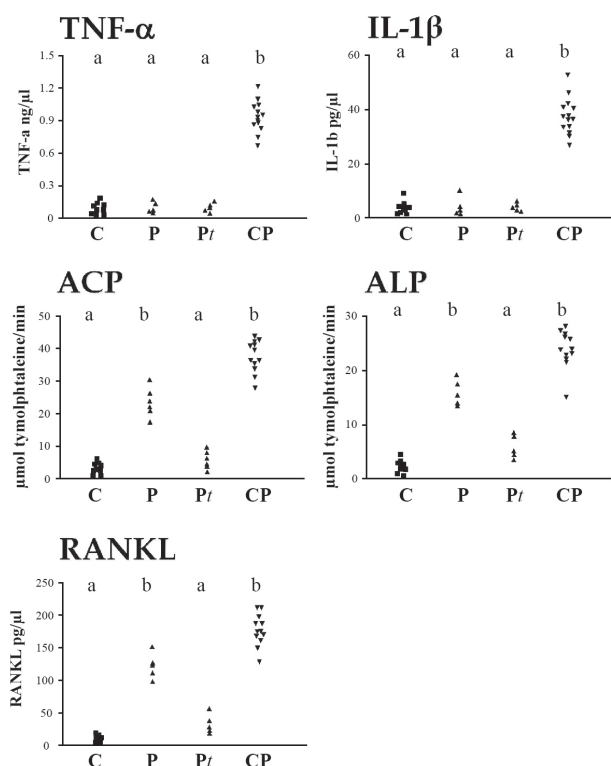 TNF-α
a a a b
TNF-a ng/µl
1.5
1.2
0.9
0.6
0.3
0
C P Pt CP
IL-1β
a a a b
IL-1b pg/µl
60
40
20
0
C P Pt CP
ACP
a b a b
µmol tymolphtalcine/min
50
40
30
20
10
0
C P Pt CP
ALP
a b a b
µmol tymolphtalcine/min
30
20
10
0
C P Pt CP
RANKL
a b a b
RANKL pg/µl
250
200
150
100
50
0
C P Pt CP